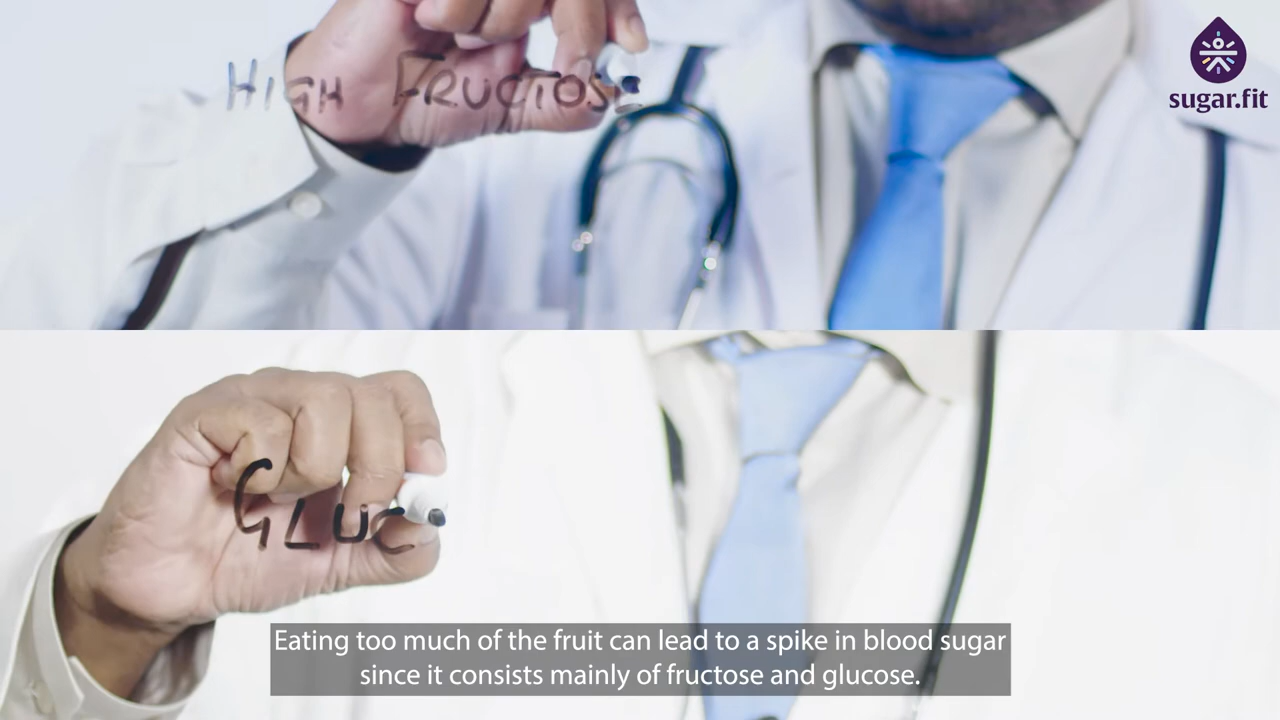 HIGH FRUCTOSE
sugar.fit
GLUC
Eating too much of the fruit can lead to a spike in blood sugar
since it consists mainly of fructose and glucose.